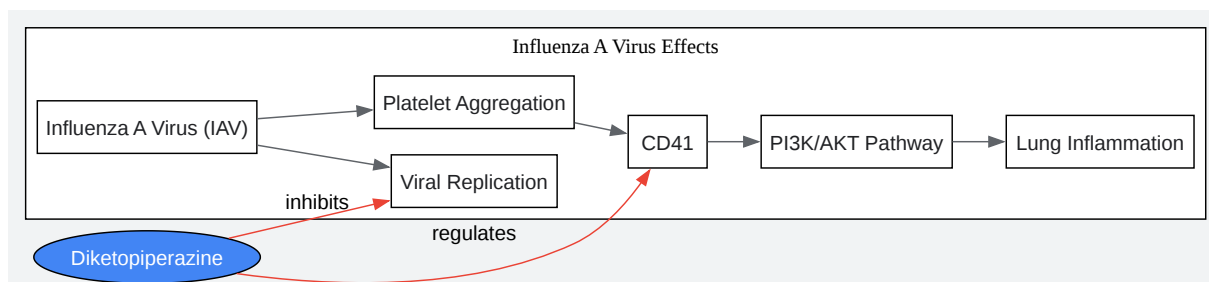 Influenza A Virus Effects
Influenza A Virus (IAV)
Platelet Aggregation
Viral Replication
CD41
PI3K/AKT Pathway
Lung Inflammation
inhibits
regulates
Diketopiperazine